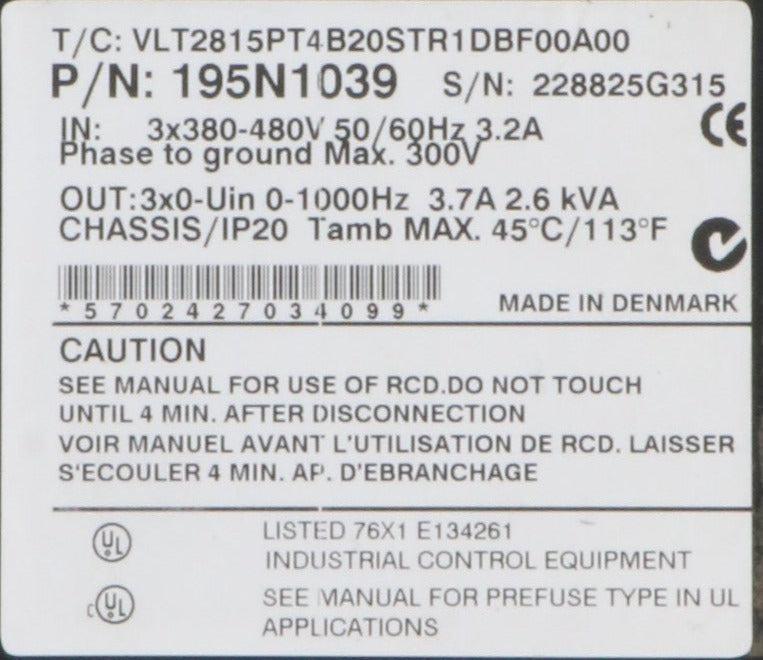 T/C: VLT2815PT4B20STR1DBF00A00
P/N: 195N1039 S/N: 228825G315
IN: 3x380-480V 50/60Hz 3.2A
Phase to ground Max. 300V
CE
OUT:3x0-Uin 0-1000Hz 3.7A 2.6 kVA
CHASSIS/IP20 Tamb MAX. 45°C/113°F
*5702427034099*
MADE IN DENMARK
CAUTION
SEE MANUAL FOR USE OF RCD.DO NOT TOUCH
UNTIL 4 MIN. AFTER DISCONNECTION
VOIR MANUEL AVANT L'UTILISATION DE RCD. LAISSER
S'ECOULER 4 MIN. AP. D'EBRANCHAGE
UL LISTED 76X1 E134261
INDUSTRIAL CONTROL EQUIPMENT
c UL SEE MANUAL FOR PREFUSE TYPE IN UL
APPLICATIONS